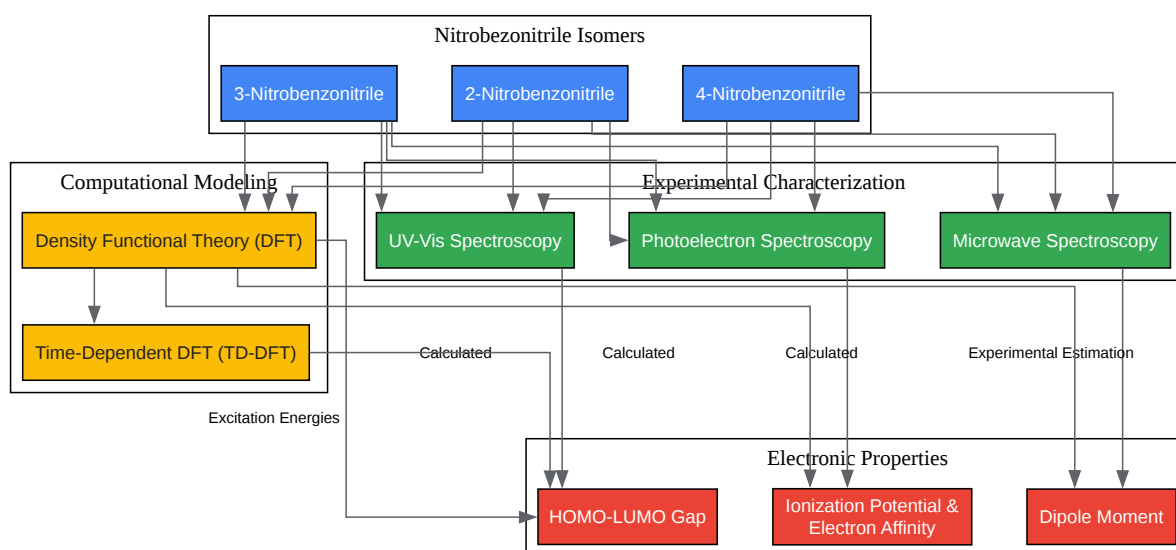 Nitrobezonitrile Isomers
3-Nitrobenzonitrile
2-Nitrobenzonitrile
4-Nitrobenzonitrile
Computational Modeling
Experimental Characterization
Density Functional Theory (DFT)
UV-Vis Spectroscopy
Photoelectron Spectroscopy
Microwave Spectroscopy
Time-Dependent DFT (TD-DFT)
Calculated
Calculated
Calculated
Experimental Estimation
Excitation Energies
Electronic Properties
HOMO-LUMO Gap
Ionization Potential &
Electron Affinity
Dipole Moment